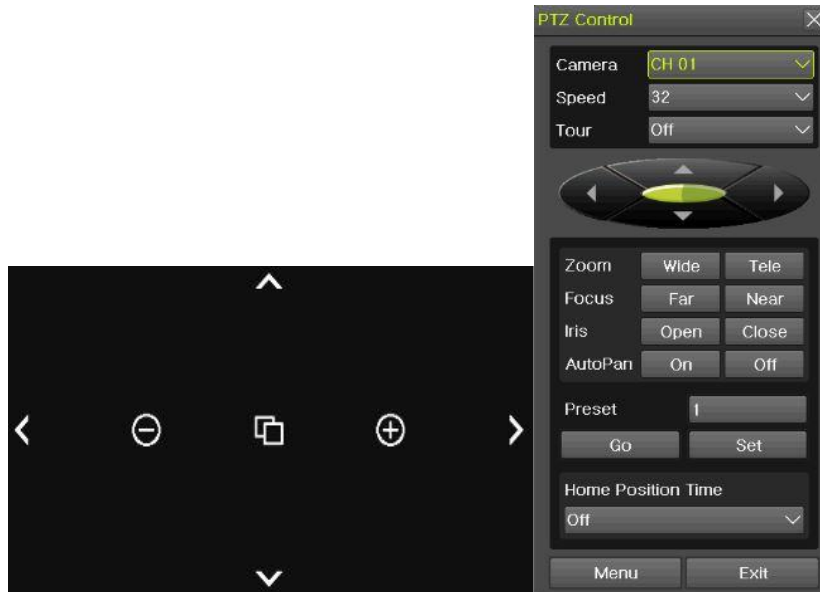 PTZ Control
Camera CH 01
Speed 32
Tour Off
Zoom Wide Tele
Focus Far Near
Iris Open Close
AutoPan On Off
Preset 1
Go Set
Home Position Time
Off
Menu Exit